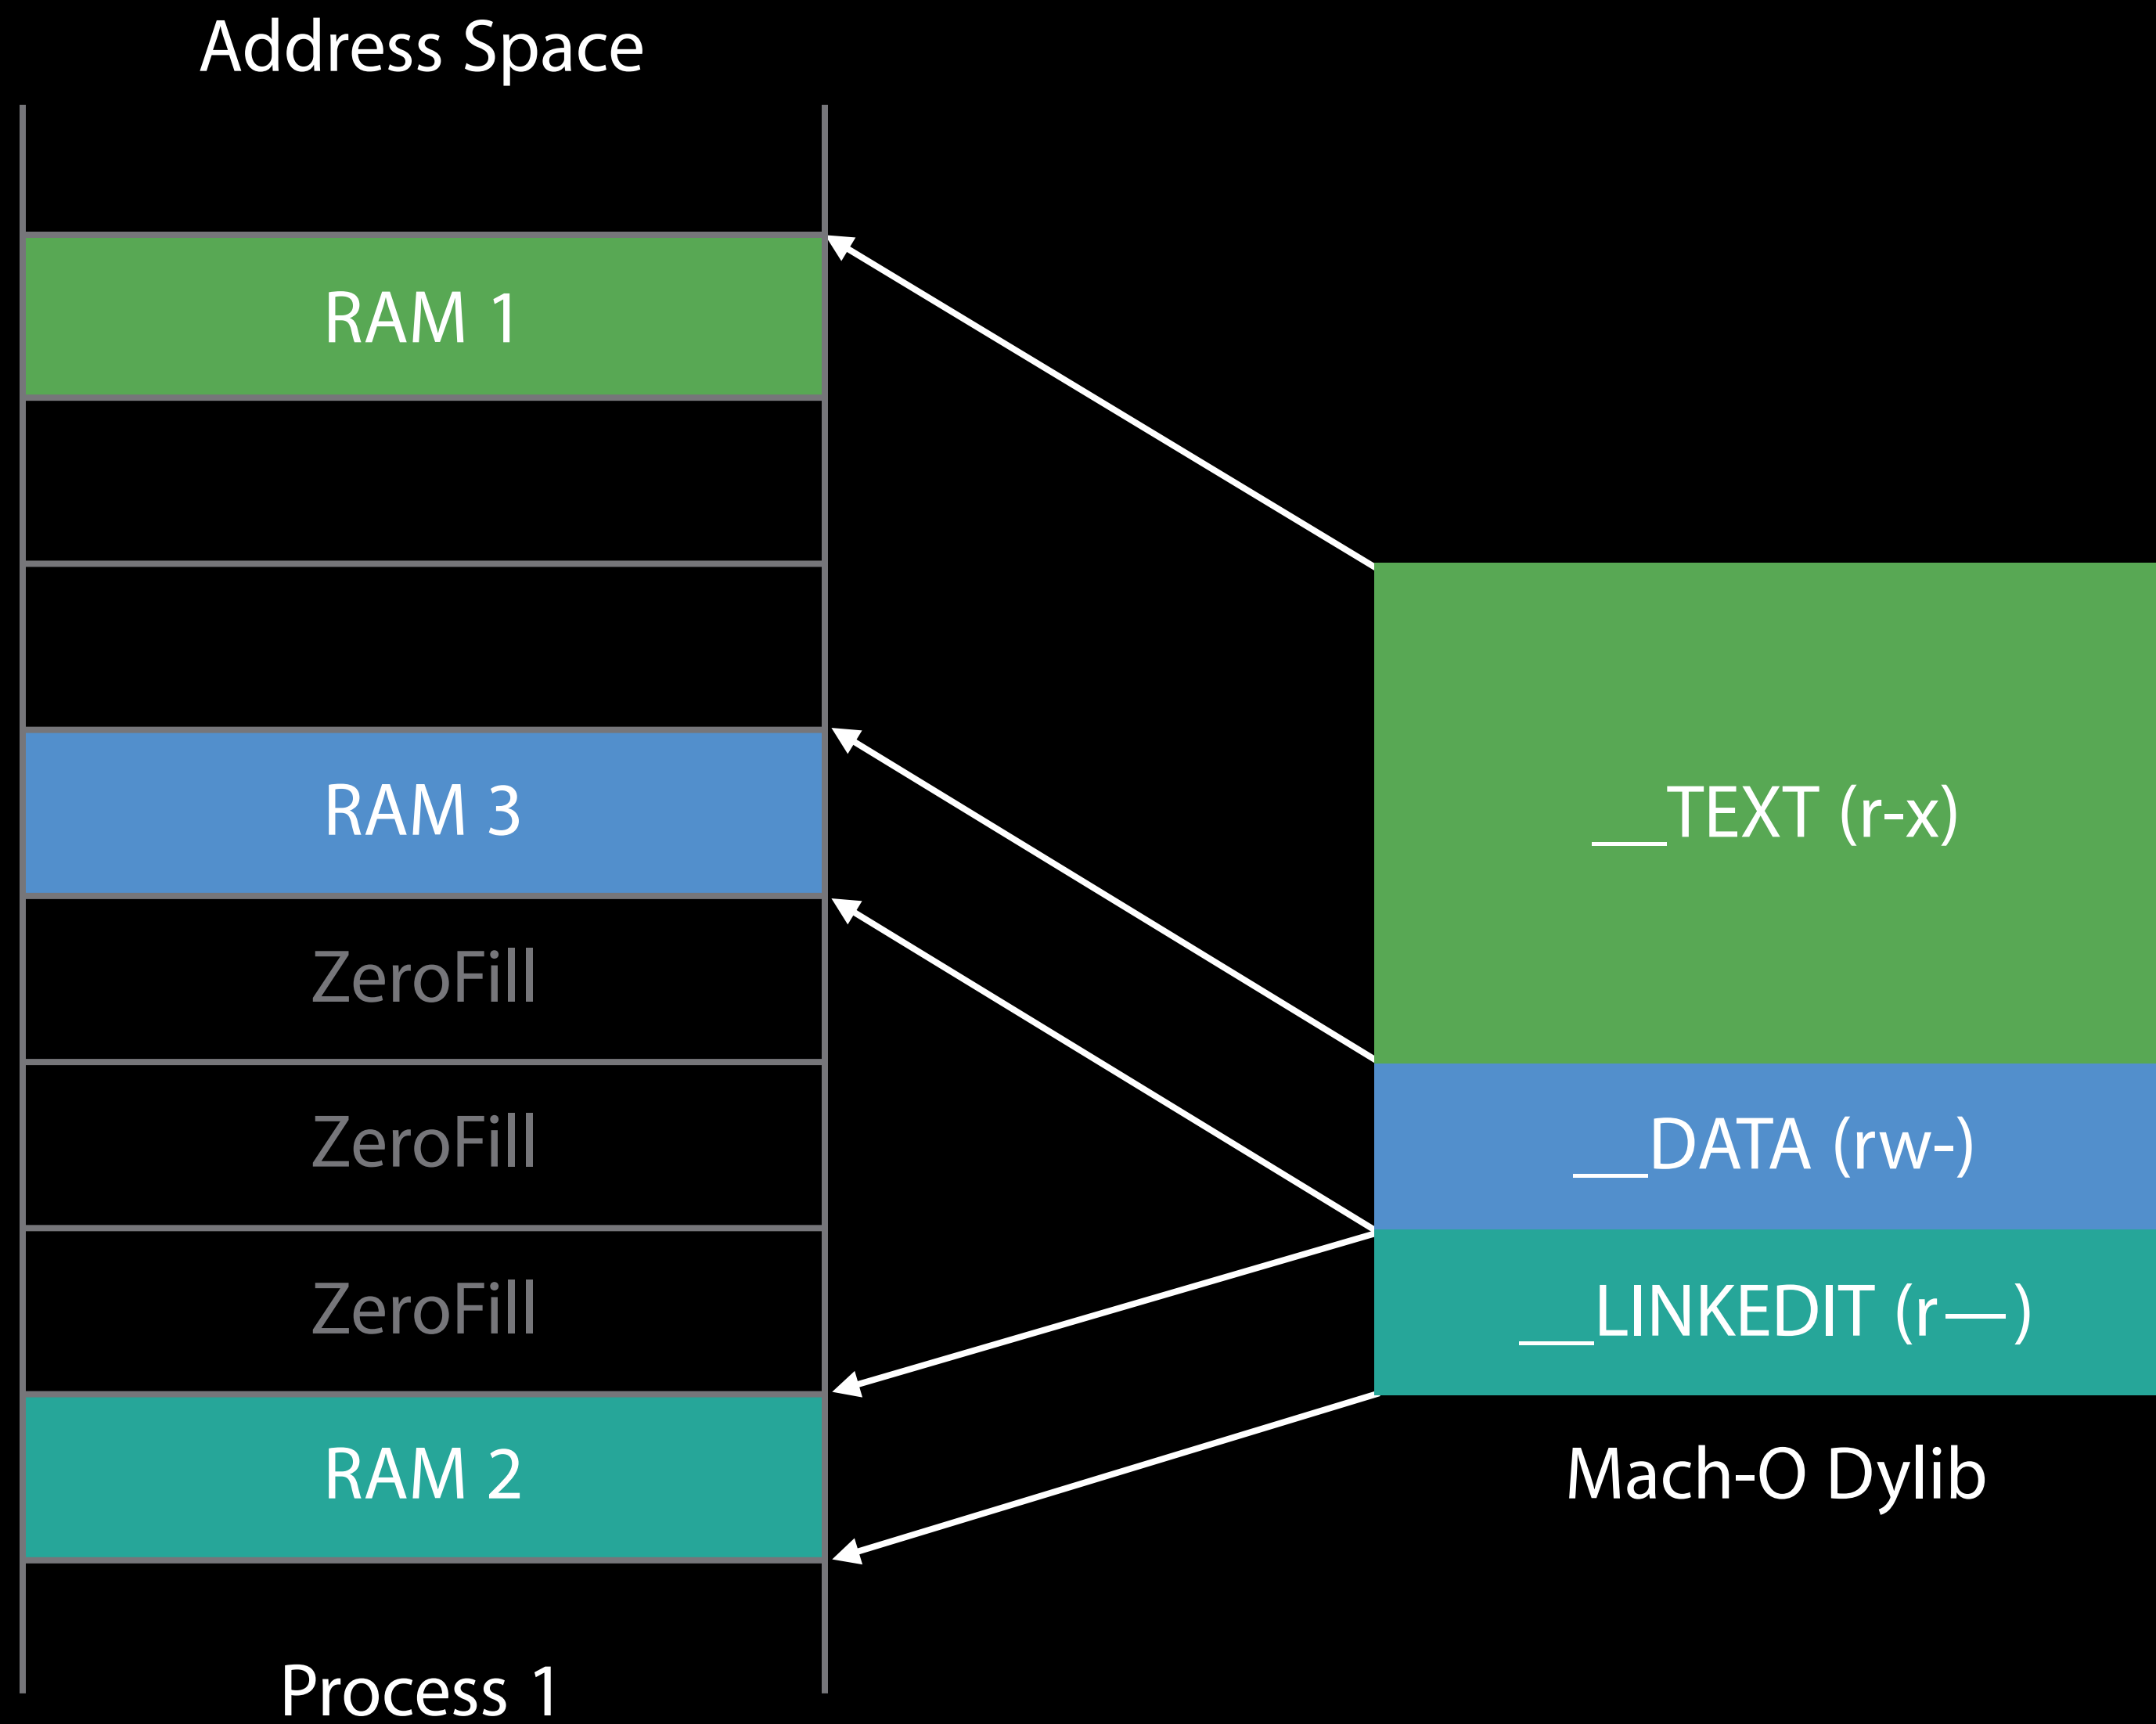 Address Space
RAM 1
RAM 3
ZeroFill
ZeroFill
ZeroFill
RAM 2
Process 1
__TEXT (r-x)
__DATA (rw-)
__LINKEDIT (r—)
Mach-O Dylib